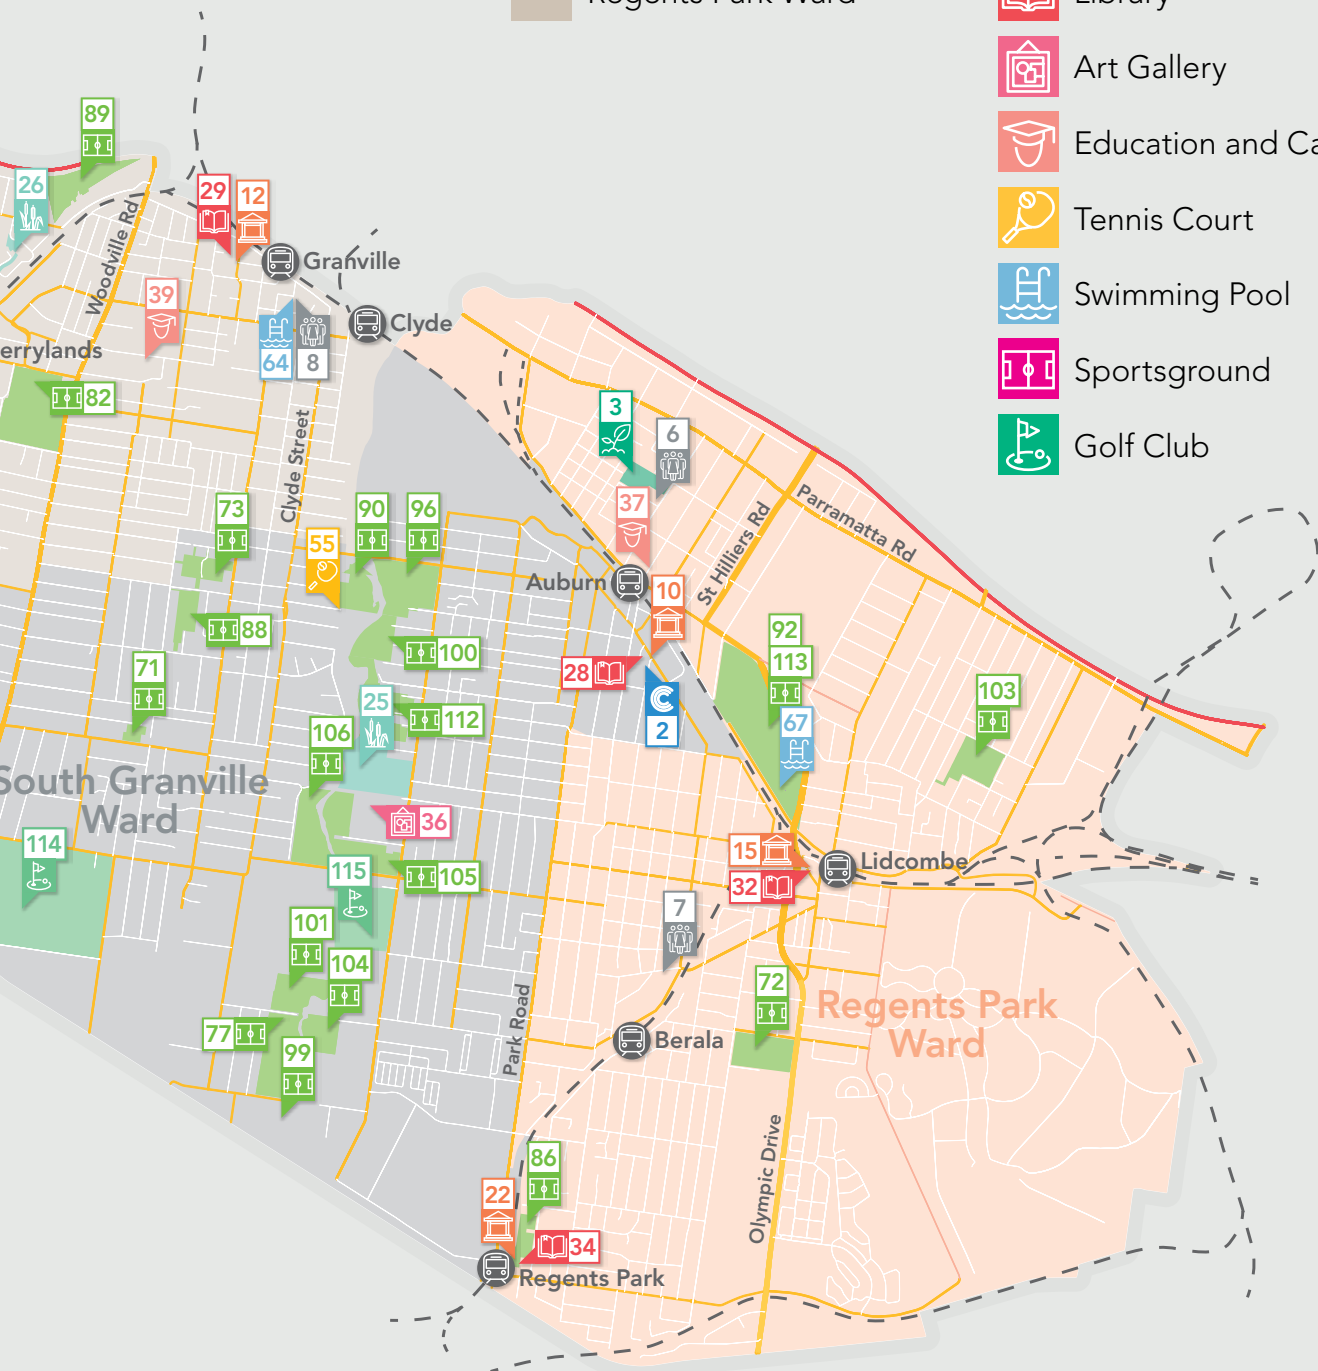 Regents Park Ward
Library
Art Gallery
Education and Ca
Tennis Court
Swimming Pool
Sportsground
Golf Club
89
26
29
12
Woodville Rd
Granville
39
Clyde
64
8
errylands
82
Clyde Street
3
6
37
73
90
96
55
St Hilliers Rd
Parramatta Rd
Auburn
10
88
100
92
113
28
71
25
2
67
103
112
106
South Granville
Ward
36
114
115
105
15
32
Lidcombe
7
101
104
72
Regents Park
Ward
77
99
Park Road
Berala
Olympic Drive
86
22
34
Regents Park